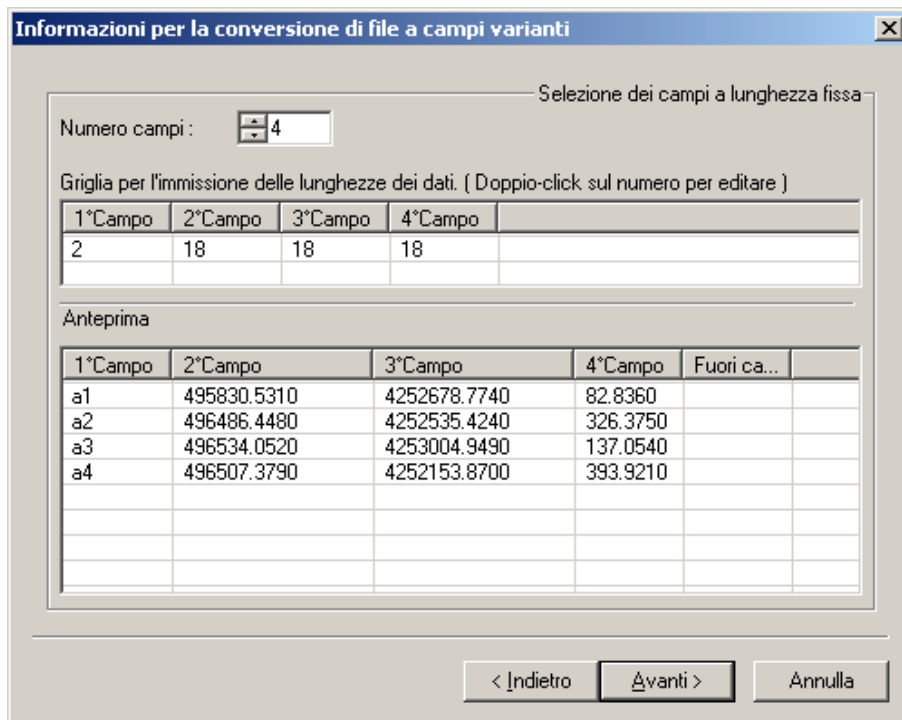 Informazioni per la conversione di file a campi varianti
Selezione dei campi a lunghezza fissa
Numero campi : 4
Griglia per l'immissione delle lunghezze dei dati. ( Doppio-click sul numero per editare )
1°Campo 2°Campo 3°Campo 4°Campo
2 18 18 18
Anteprima
1°Campo 2°Campo 3°Campo 4°Campo Fuori ca...
a1 495830.5310 4252678.7740 82.8360
a2 496486.4480 4252535.4240 326.3750
a3 496534.0520 4253004.9490 137.0540
a4 496507.3790 4252153.8700 393.9210
< Indietro Avanti > Annulla